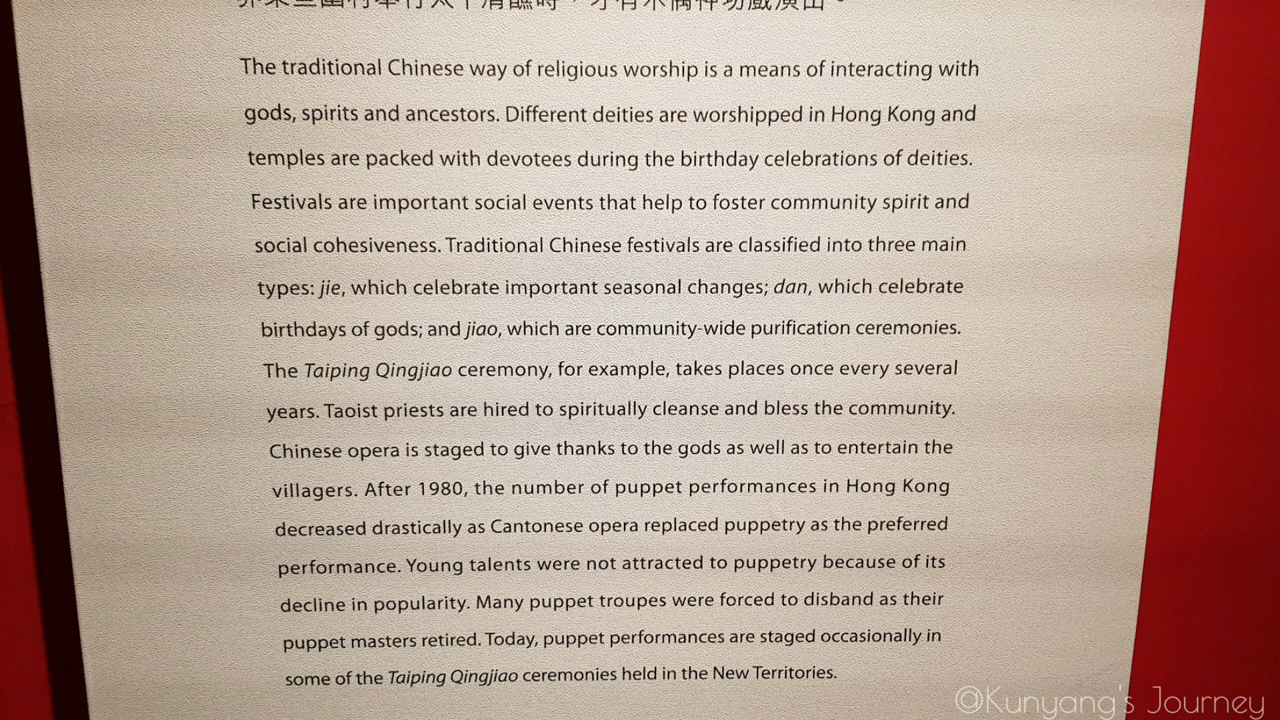 The traditional Chinese way of religious worship is a means of interacting with
gods, spirits and ancestors. Different deities are worshipped in Hong Kong and
temples are packed with devotees during the birthday celebrations of deities.
Festivals are important social events that help to foster community spirit and
social cohesiveness. Traditional Chinese festivals are classified into three main
types: jie, which celebrate important seasonal changes; dan, which celebrate
birthdays of gods; and jiao, which are community-wide purification ceremonies.
The Taiping Qingjiao ceremony, for example, takes places once every several
years. Taoist priests are hired to spiritually cleanse and bless the community.
Chinese opera is staged to give thanks to the gods as well as to entertain the
villagers. After 1980, the number of puppet performances in Hong Kong
decreased drastically as Cantonese opera replaced puppetry as the preferred
performance. Young talents were not attracted to puppetry because of its
decline in popularity. Many puppet troupes were forced to disband as their
puppet masters retired. Today, puppet performances are staged occasionally in
some of the Taiping Qingjiao ceremonies held in the New Territories.
©Kunyang's Journey